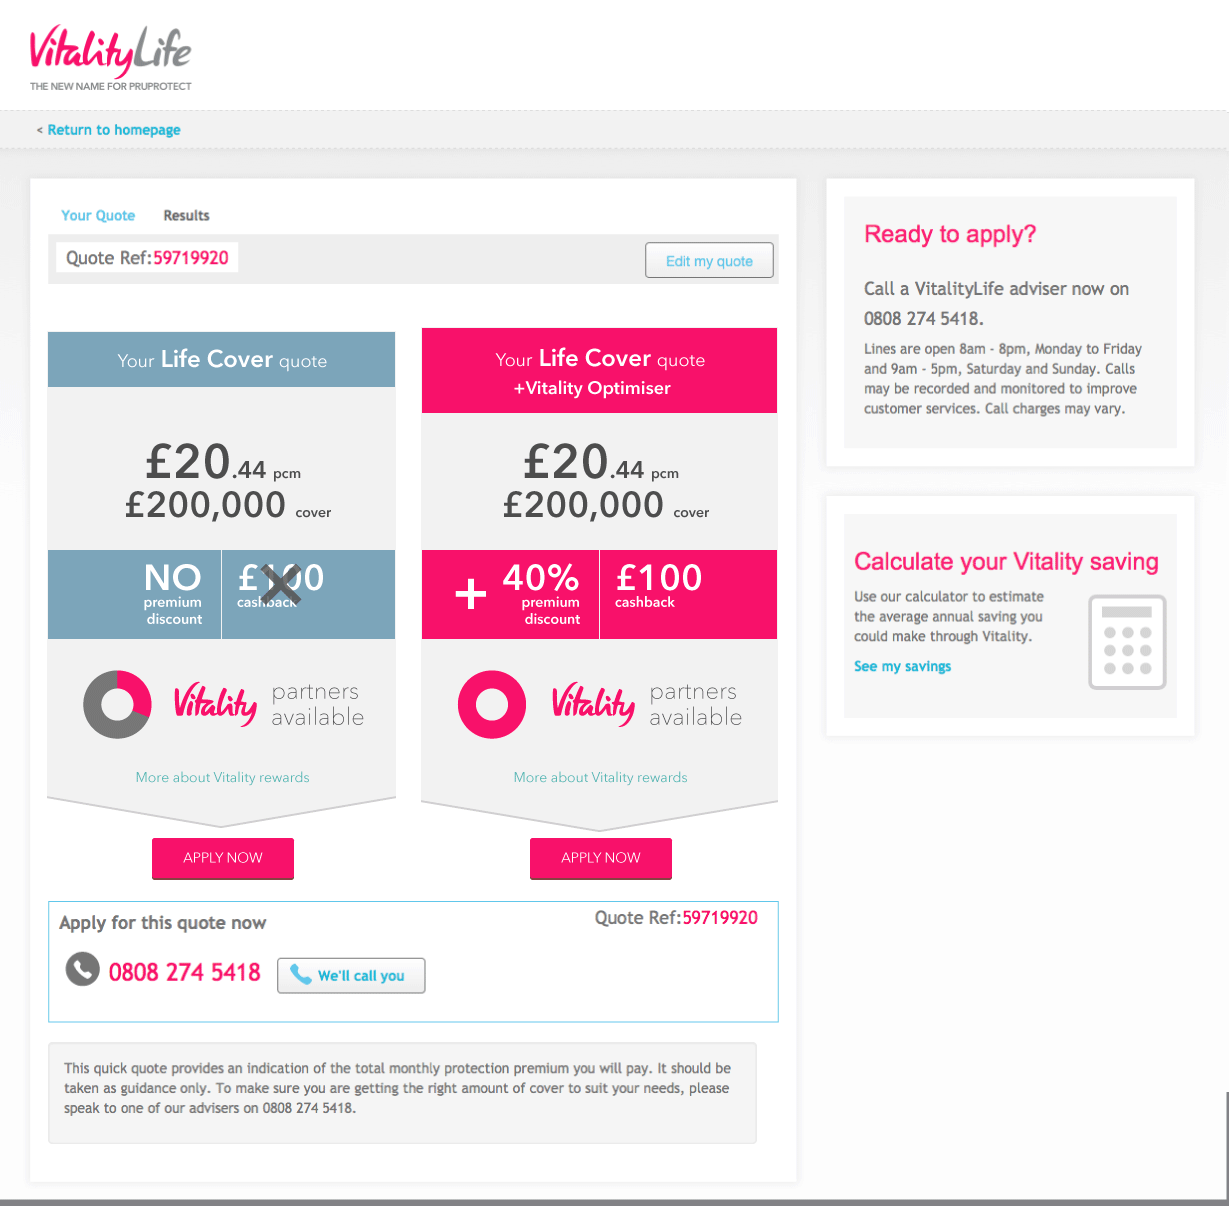 VitalityLife
THE NEW NAME FOR PRUPROTECT
< Return to homepage
Your Quote Results
Quote Ref:59719920
Edit my quote
Your Life Cover quote
£20.44 pcm
£200,000 cover
NO
premium
discount
£100
cashback
Vitality
partners
available
More about Vitality rewards
APPLY NOW
Your Life Cover quote
+Vitality Optimiser
£20.44 pcm
£200,000 cover
+ 40%
premium
discount
£100
cashback
Vitality
partners
available
More about Vitality rewards
APPLY NOW
Apply for this quote now
Quote Ref:59719920
0808 274 5418
We'll call you
This quick quote provides an indication of the total monthly protection premium you will pay. It should be
taken as guidance only. To make sure you are getting the right amount of cover to suit your needs, please
speak to one of our advisers on 0808 274 5418.
Ready to apply?
Call a VitalityLife adviser now on
0808 274 5418.
Lines are open 8am - 8pm, Monday to Friday
and 9am - 5pm, Saturday and Sunday. Calls
may be recorded and monitored to improve
customer services. Call charges may vary.
Calculate your Vitality saving
Use our calculator to estimate
the average annual saving you
could make through Vitality.
See my savings